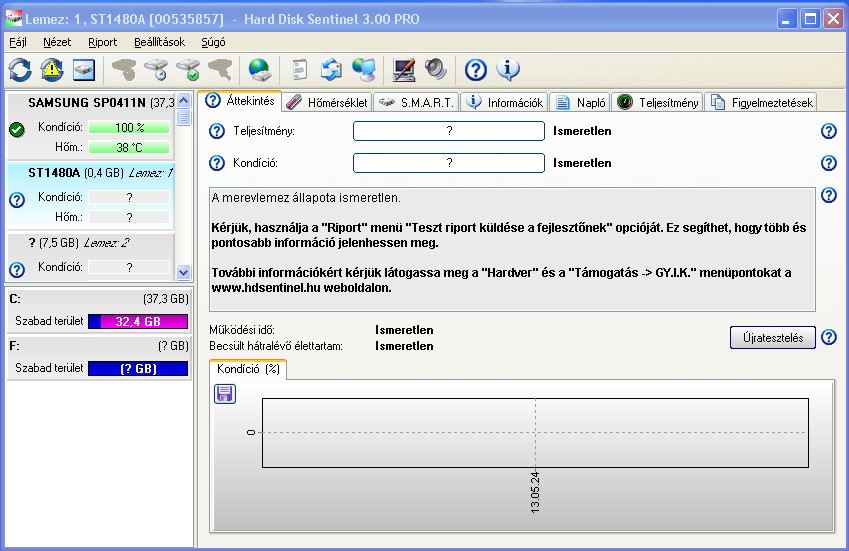 Lemez: 1, ST1480A [00535857] - Hard Disk Sentinel 3.00 PRO
Fájl Nézet Riport Beállítások Súgó
SAMSUNG SP0411N (37,3
Kondíció: 100 %
Hőm.: 38 °C
ST1480A (0,4 GB) Lemez: 1
Kondíció: ?
Hőm.: ?
? (7,5 GB) Lemez: 2
Kondíció: ?
C: (37,3 GB)
Szabad terület 32,4 GB
F: (? GB)
Szabad terület (? GB)
Áttekintés Hőmérséklet S.M.A.R.T. Információk Napló Teljesítmény Figyelmeztetések
Teljesítmény: ? Ismeretlen
Kondíció: ? Ismeretlen
A merevlemez állapota ismeretlen.
Kérjük, használja a "Riport" menü "Teszt riport küldése a fejlesztőnek" opcióját. Ez segíthet, hogy több és
pontosabb információ jelenhessen meg.
További információkért kérjük látogassa meg a "Hardver" és a "Támogatás -> GY.I.K." menüpontokat a
www.hdsentinel.hu weboldalon.
Működési idő: Ismeretlen
Becsült hátralévő élettartam: Ismeretlen
Újratesztelés
Kondíció (%)
0
13.05.24